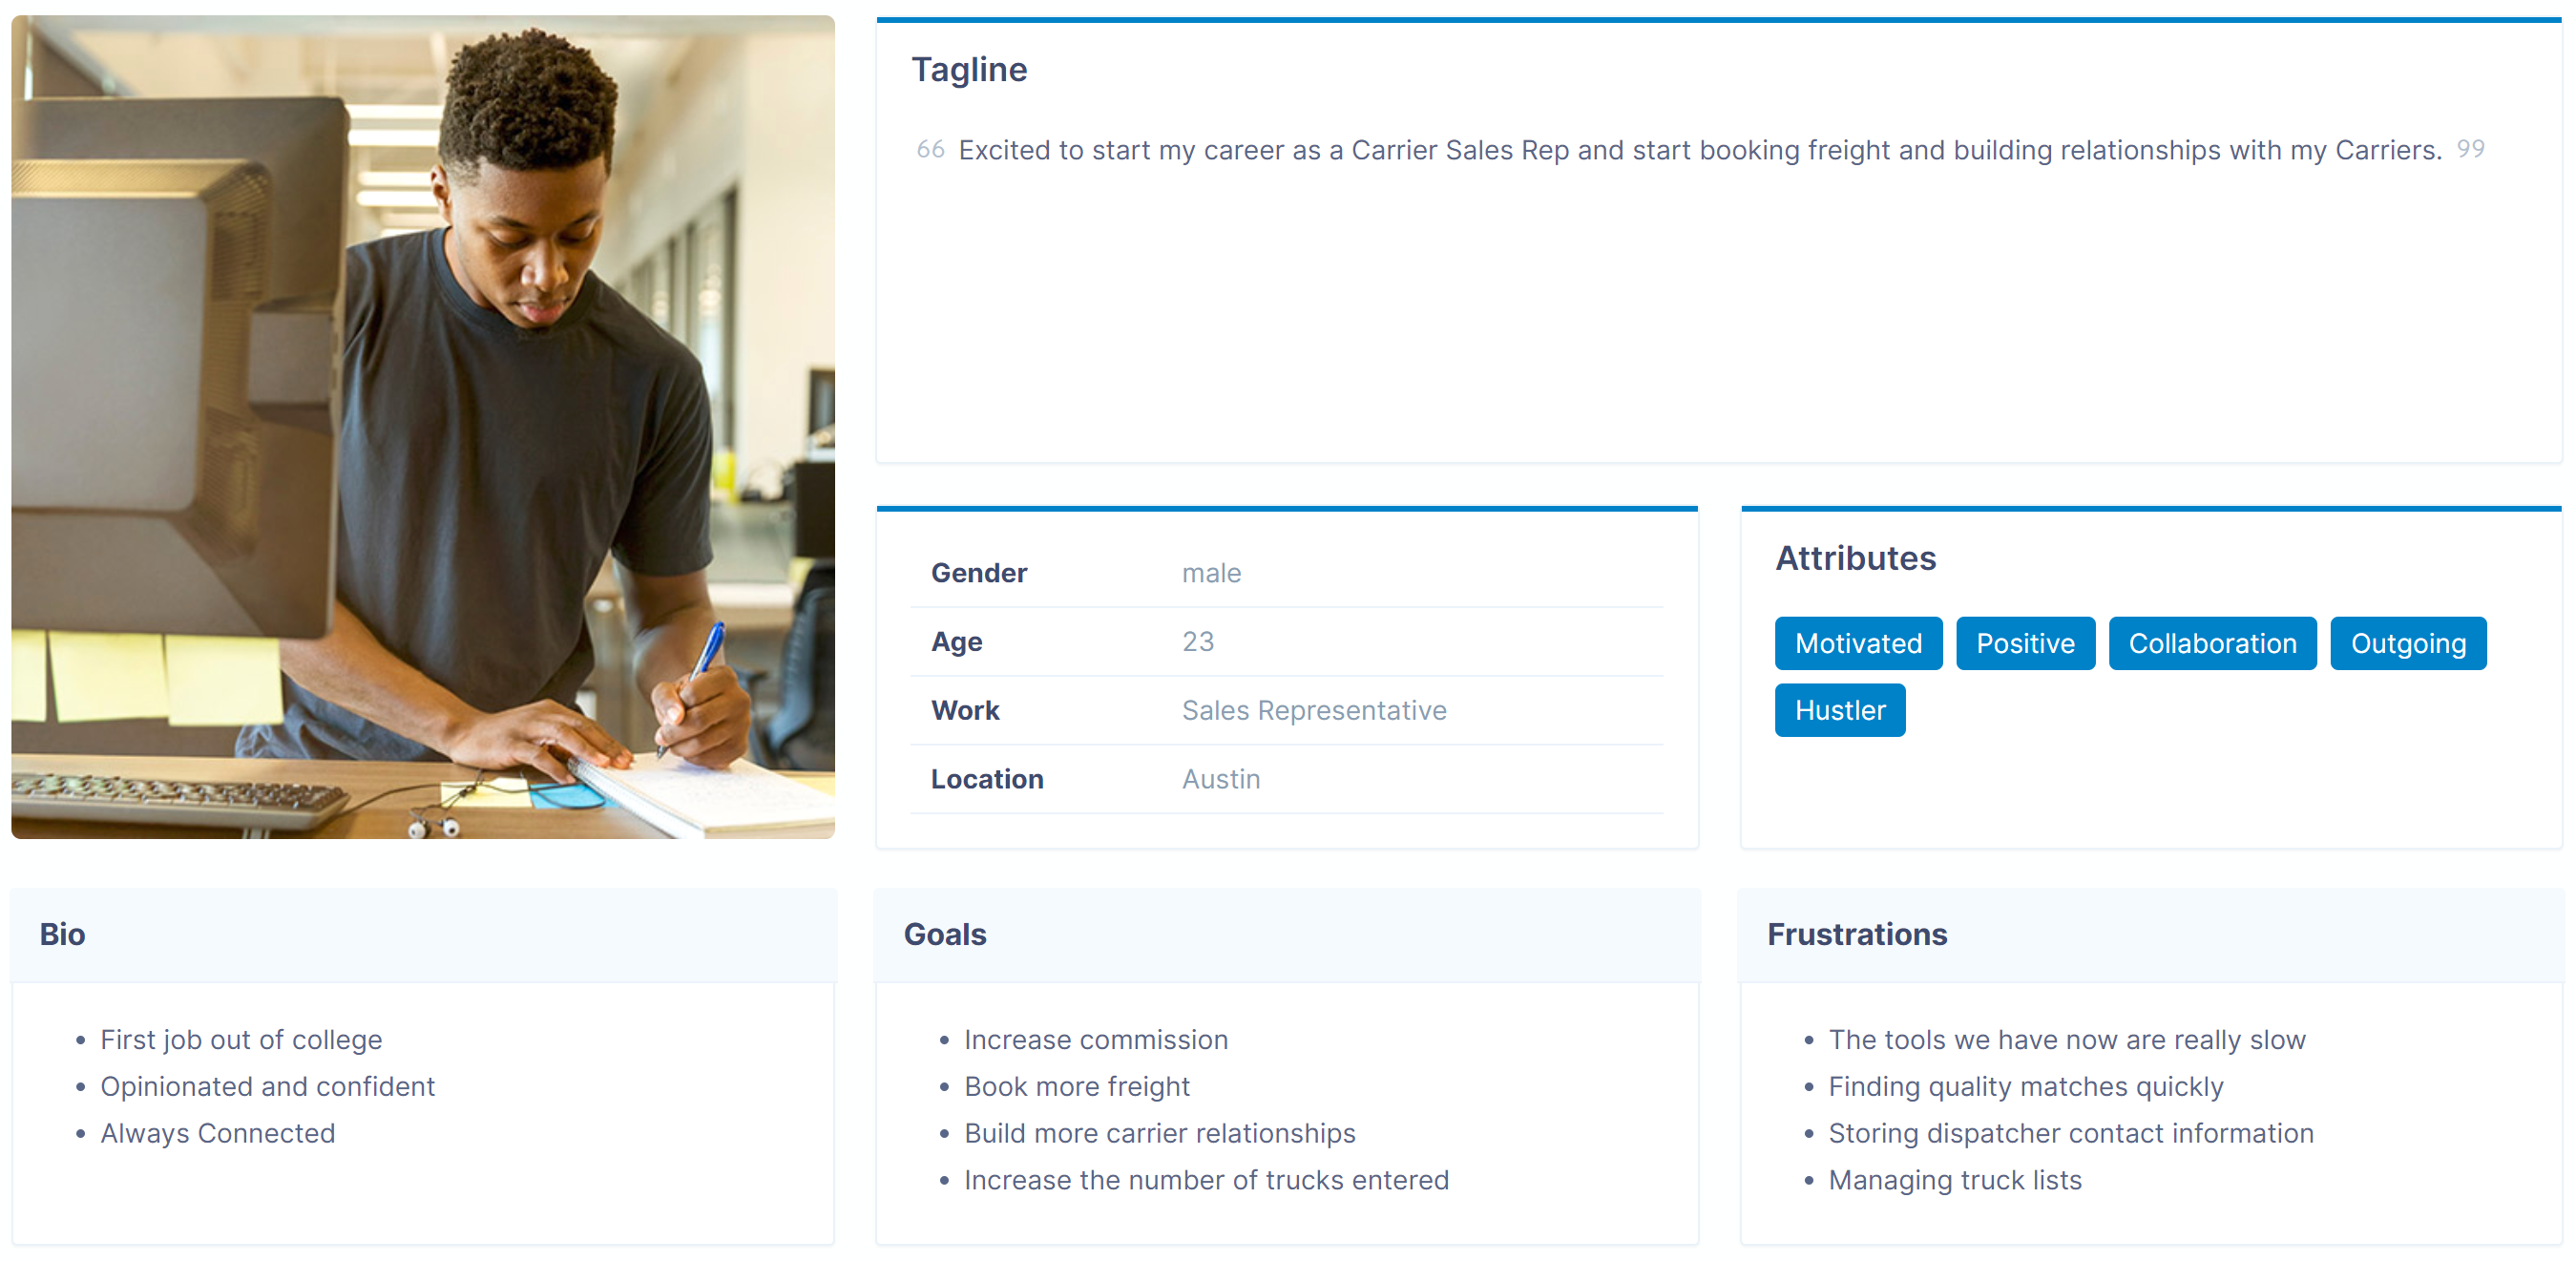 Tagline
66 Excited to start my career as a Carrier Sales Rep and start booking freight and building relationships with my Carriers. 99
Gender male
Age 23
Work Sales Representative
Location Austin
Attributes
Motivated Positive Collaboration Outgoing
Hustler
Bio
• First job out of college
• Opinionated and confident
• Always Connected
Goals
• Increase commission
• Book more freight
• Build more carrier relationships
• Increase the number of trucks entered
Frustrations
• The tools we have now are really slow
• Finding quality matches quickly
• Storing dispatcher contact information
• Managing truck lists